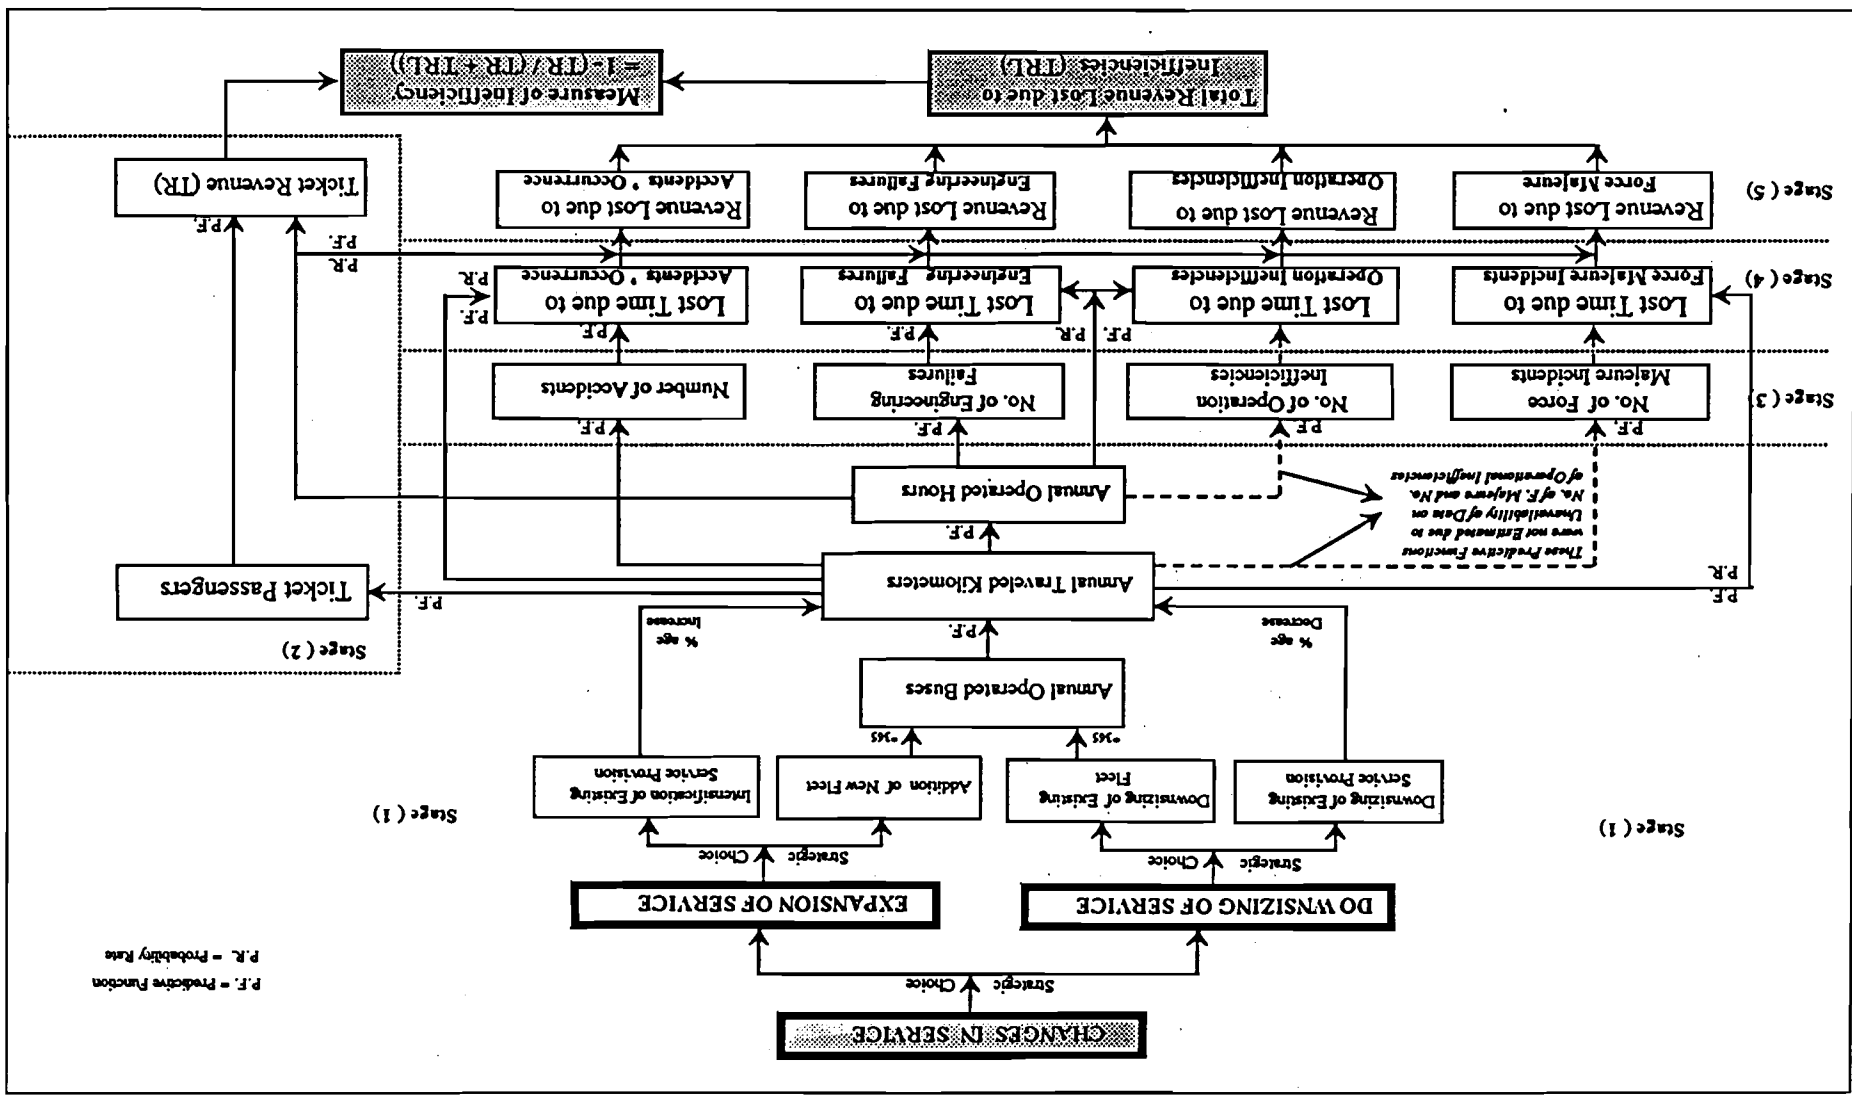 CHANGES IN SERVICE
Strategic Choice
P.F. = Predictive Function
P.R. = Probability Rate
DOWNSIZING OF SERVICE
EXPANSION OF SERVICE
Strategic Choice
Strategic Choice
Stage (1)
Downsizing of Existing
Service Provision
Downsizing of Existing
Fleet
Addition of New Fleet
Intensification of Existing
Service Provision
Stage (1)
*365
*365
Annual Operated Buses
% age
Decrease
P.F.
% age
Increase
Stage (2)
P.F.
P.R.
Annual Traveled Kilometers
P.F.
Ticket Passengers
These Predictive Functions
were not Estimated due to
Unavailability of Data on
No. of F. Majeure and No.
of Operational Inefficiencies
P.F.
Annual Operated Hours
P.F.
P.F.
P.F.
P.F.
Stage (3)
No. of Force
Majeure Incidents
No. of Operation
Inefficiencies
No. of Engineering
Failures
Number of Accidents
P.F.
P.R.
P.F.
P.F.
Stage (4)
Lost Time due to
Force Majeure Incidents
Lost Time due to
Operation Inefficiencies
Lost Time due to
Engineering Failures
Lost Time due to
Accidents ' Occurrence
P.F.
P.R.
P.R.
P.F.
P.F.
Stage (5)
Revenue Lost due to
Force Majeure
Revenue Lost due to
Operation Inefficiencies
Revenue Lost due to
Engineering Failures
Revenue Lost due to
Accidents ' Occurrence
Ticket Revenue (TR)
Total Revenue Lost due to
Inefficiencies (TRL)
Measure of Inefficiency
= 1- (TR / (TR + TRL))